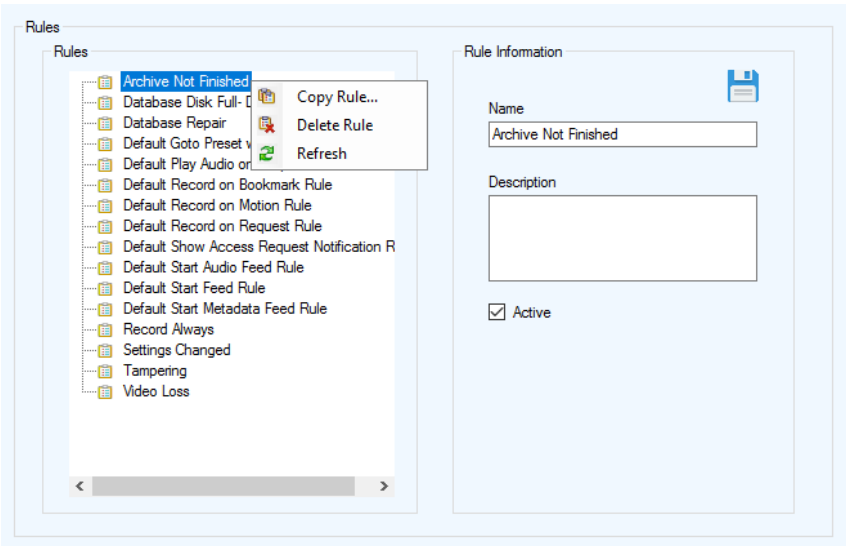 Rules
Rules
Archive Not Finished
Database Disk Full-
Database Repair
Default Goto Preset
Default Play Audio on
Default Record on Bookmark Rule
Default Record on Motion Rule
Default Record on Request Rule
Default Show Access Request Notification R
Default Start Audio Feed Rule
Default Start Feed Rule
Default Start Metadata Feed Rule
Record Always
Settings Changed
Tampering
Video Loss
Copy Rule...
Delete Rule
Refresh
Rule Information
Name
Archive Not Finished
Description
Active